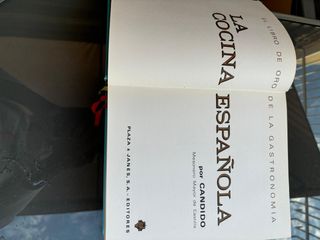 EL LIBRO DE ORO DE LA GASTRONOMIA
LA
COCINA ESPAÑOLA
por CANDIDO
Mesonero Mayor de Castilla
PLAZA & JANES, S.A. - EDITORES